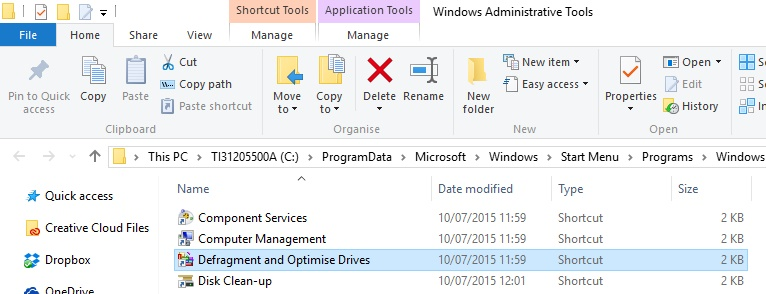 Shortcut Tools Application Tools Windows Administrative Tools
File Home Share View Manage Manage
Pin to Quick access
Copy
Paste
Cut
Copy path
Paste shortcut
Clipboard
Move to
Copy to
Delete
Rename
Organise
New folder
New item
Easy access
New
Properties
Open
Edit
History
Open
This PC TI31205500A (C:) ProgramData Microsoft Windows Start Menu Programs Windows
Quick access
Creative Cloud Files
Dropbox
OneDrive
Name Date modified Type Size
Component Services 10/07/2015 11:59 Shortcut 2 KB
Computer Management 10/07/2015 11:59 Shortcut 2 KB
Defragment and Optimise Drives 10/07/2015 11:59 Shortcut 2 KB
Disk Clean-up 10/07/2015 12:01 Shortcut 2 KB